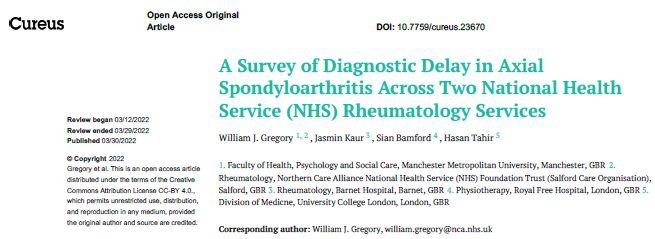 Cureus
Open Access Original
Article
DOI: 10.7759/cureus.23670
A Survey of Diagnostic Delay in Axial
Spondyloarthritis Across Two National Health
Service (NHS) Rheumatology Services
Review began 03/12/2022
Review ended 03/29/2022
Published 03/30/2022
© Copyright 2022
Gregory et al. This is an open access article
distributed under the terms of the Creative
Commons Attribution License CC-BY 4.0.,
which permits unrestricted use, distribution,
and reproduction in any medium, provided
the original author and source are credited.
William J. Gregory 1, 2 , Jasmin Kaur 3 , Sian Bamford 4 , Hasan Tahir 5
1. Faculty of Health, Psychology and Social Care, Manchester Metropolitan University, Manchester, GBR 2.
Rheumatology, Northern Care Alliance National Health Service (NHS) Foundation Trust (Salford Care Organisation),
Salford, GBR 3. Rheumatology, Barnet Hospital, Barnet, GBR 4. Physiotherapy, Royal Free Hospital, London, GBR 5.
Division of Medicne, University College London, London, GBR
Corresponding author: William J. Gregory, william.gregory@nca.nhs.uk